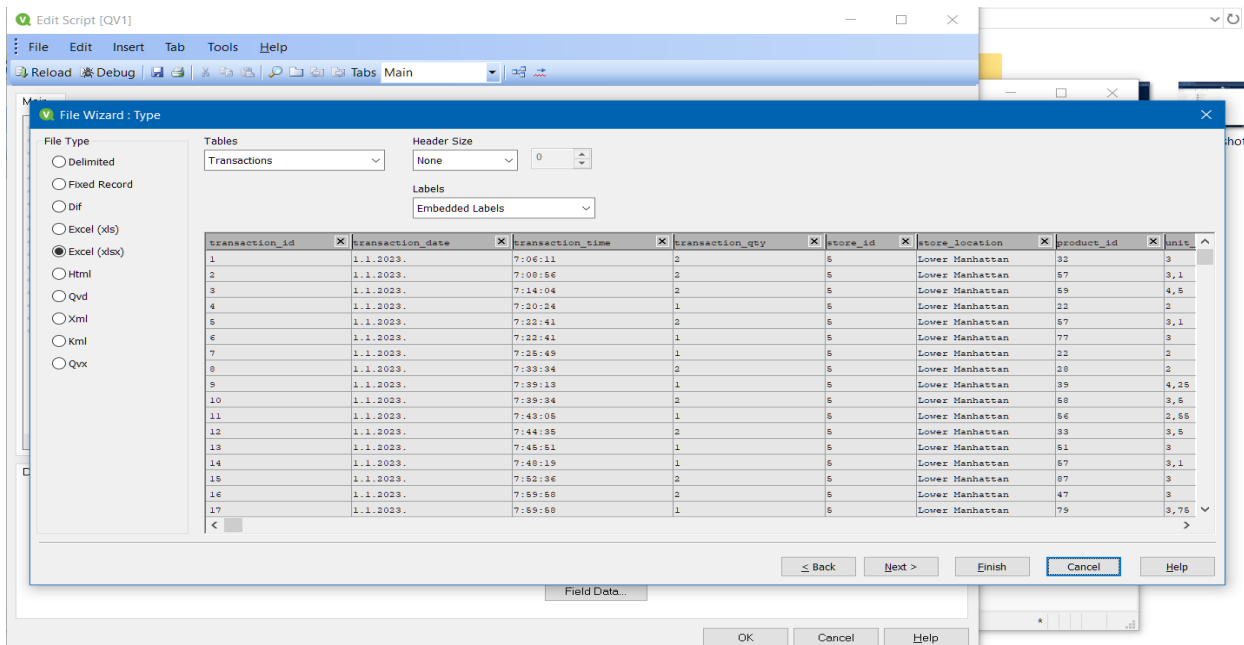 Edit Script [QV1]
File Edit Insert Tab Tools Help
Reload Debug Tabs Main
File Wizard : Type
File Type
Delimited
Fixed Record
Dif
Excel (xls)
Excel (xlsx)
Html
Qvd
Xml
Kml
Qvx
Tables
Transactions
Header Size
None 0
Labels
Embedded Labels
transaction_id transaction_date transaction_time transaction_qty store_id store_location product_id unit_
1 1.1.2023. 7:06:11 2 5 Lower Manhattan 32 3
2 1.1.2023. 7:08:56 2 5 Lower Manhattan 57 3,1
3 1.1.2023. 7:14:04 2 5 Lower Manhattan 59 4,5
4 1.1.2023. 7:20:24 1 5 Lower Manhattan 22 2
5 1.1.2023. 7:22:41 2 5 Lower Manhattan 57 3,1
6 1.1.2023. 7:22:41 1 5 Lower Manhattan 77 3
7 1.1.2023. 7:25:49 1 5 Lower Manhattan 22 2
8 1.1.2023. 7:33:34 2 5 Lower Manhattan 28 2
9 1.1.2023. 7:39:13 1 5 Lower Manhattan 39 4,25
10 1.1.2023. 7:39:34 2 5 Lower Manhattan 58 3,5
11 1.1.2023. 7:43:05 1 5 Lower Manhattan 56 2,55
12 1.1.2023. 7:44:35 2 5 Lower Manhattan 33 3,5
13 1.1.2023. 7:45:51 1 5 Lower Manhattan 51 3
14 1.1.2023. 7:48:19 1 5 Lower Manhattan 57 3,1
15 1.1.2023. 7:52:36 2 5 Lower Manhattan 87 3
16 1.1.2023. 7:59:58 2 5 Lower Manhattan 47 3
17 1.1.2023. 7:59:58 1 5 Lower Manhattan 79 3,75
< Back Next > Finish Cancel Help
Field Data...
OK Cancel Help